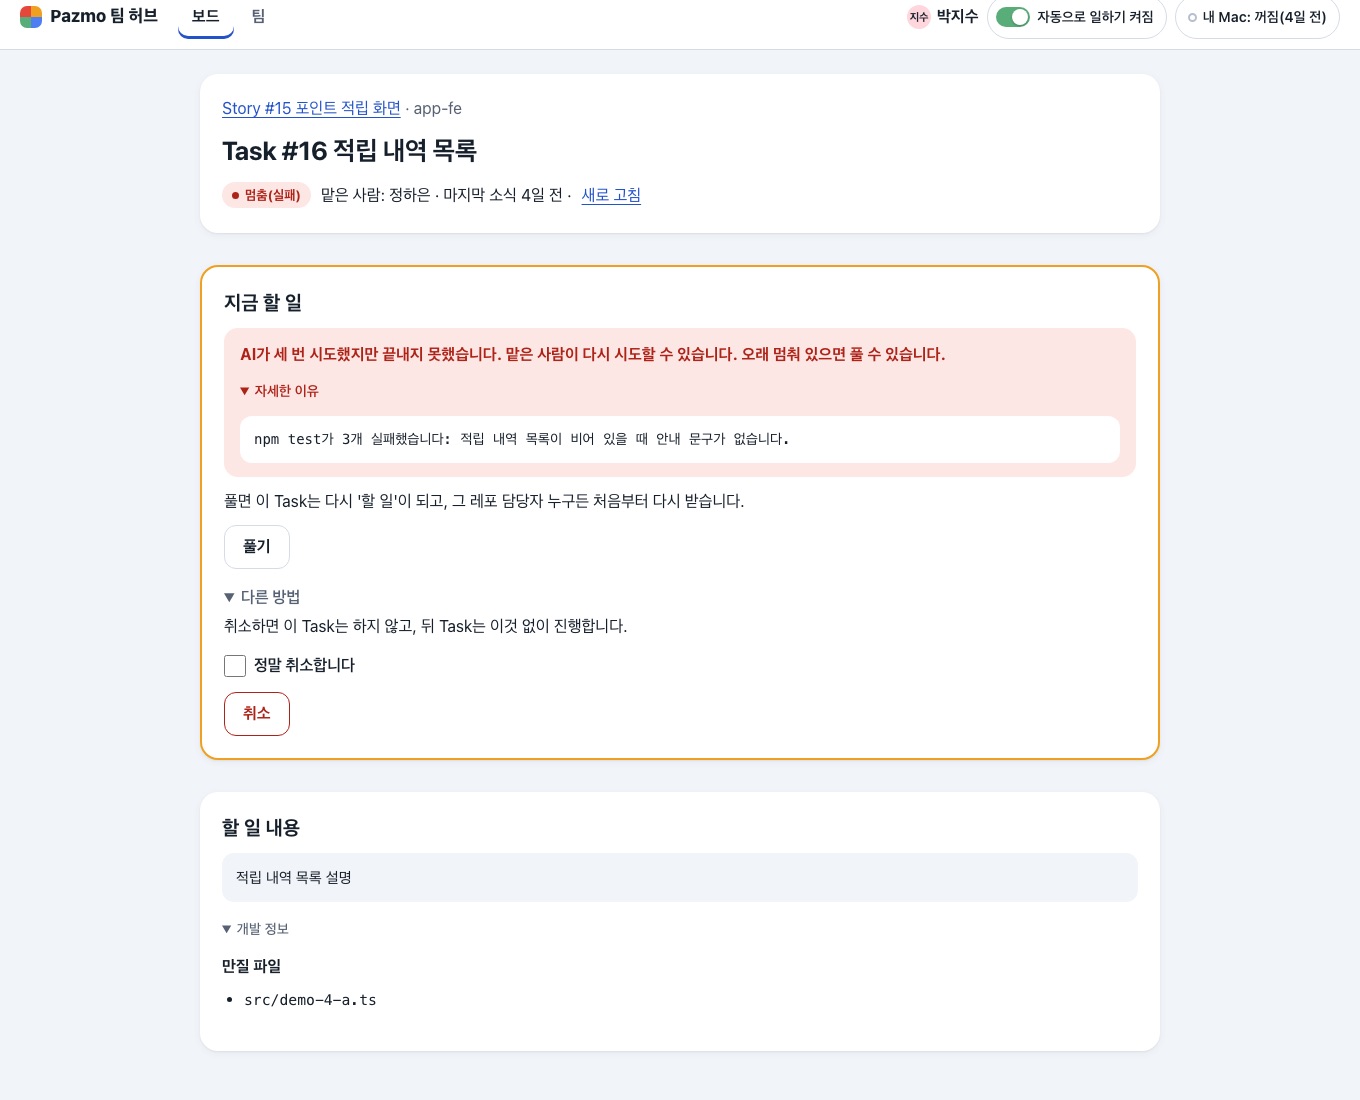 Pazmo 팀 허브
보드
팀
지수
박지수
자동으로 일하기 켜짐
내 Mac: 꺼짐(4일 전)
Story #15 포인트 적립 화면 · app-fe
Task #16 적립 내역 목록
멈춤(실패) 맡은 사람: 정하은 · 마지막 소식 4일 전 · 새로 고침
지금 할 일
AI가 세 번 시도했지만 끝내지 못했습니다. 맡은 사람이 다시 시도할 수 있습니다. 오래 멈춰 있으면 풀 수 있습니다.
▼ 자세한 이유
npm test가 3개 실패했습니다: 적립 내역 목록이 비어 있을 때 안내 문구가 없습니다.
풀면 이 Task는 다시 '할 일'이 되고, 그 레포 담당자 누구든 처음부터 다시 받습니다.
풀기
▼ 다른 방법
취소하면 이 Task는 하지 않고, 뒤 Task는 이것 없이 진행합니다.
정말 취소합니다
취소
할 일 내용
적립 내역 목록 설명
▼ 개발 정보
만질 파일
• src/demo-4-a.ts